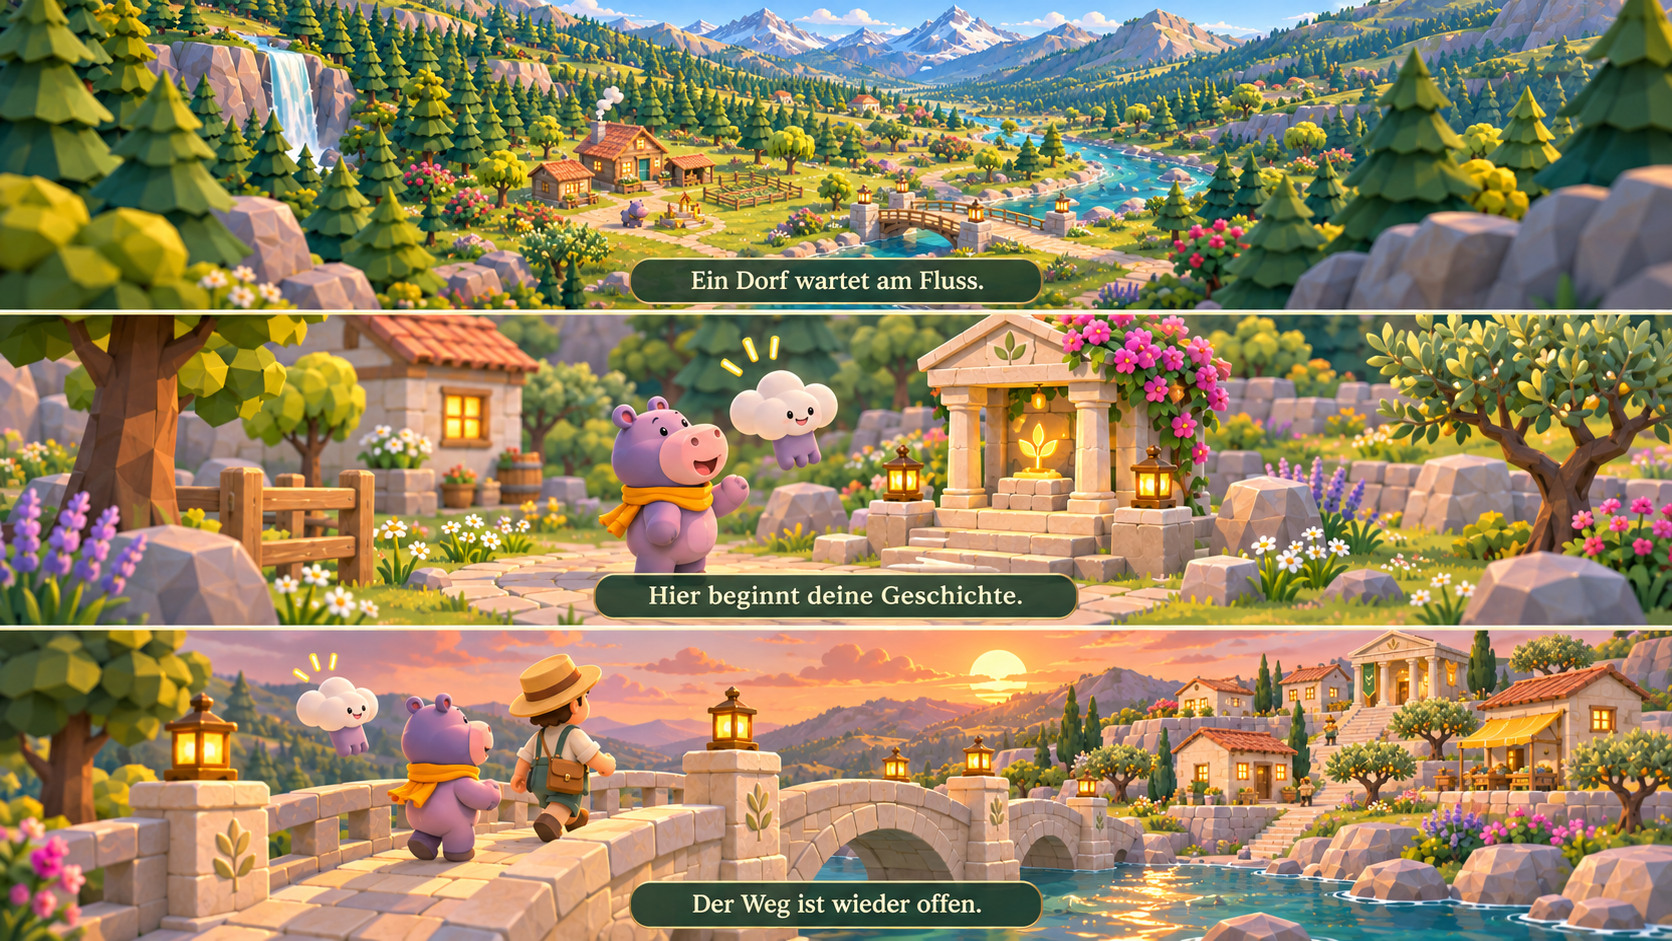 Ein Dorf wartet am Fluss.
Hier beginnt deine Geschichte.
Der Weg ist wieder offen.